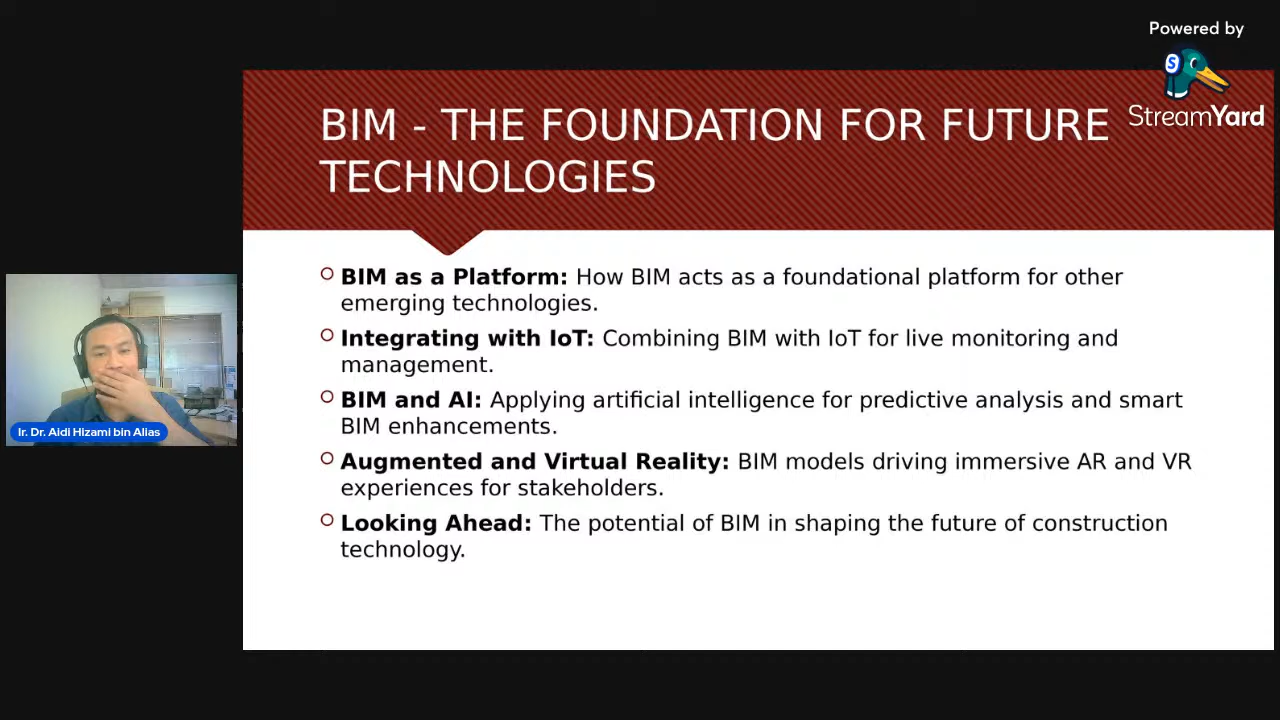 Powered by
StreamYard
BIM - THE FOUNDATION FOR FUTURE
TECHNOLOGIES
BIM as a Platform: How BIM acts as a foundational platform for other
emerging technologies.
Integrating with IoT: Combining BIM with IoT for live monitoring and
management.
BIM and AI: Applying artificial intelligence for predictive analysis and smart
BIM enhancements.
Augmented and Virtual Reality: BIM models driving immersive AR and VR
experiences for stakeholders.
Looking Ahead: The potential of BIM in shaping the future of construction
technology.
Ir. Dr. Aidi Hizami bin Alias